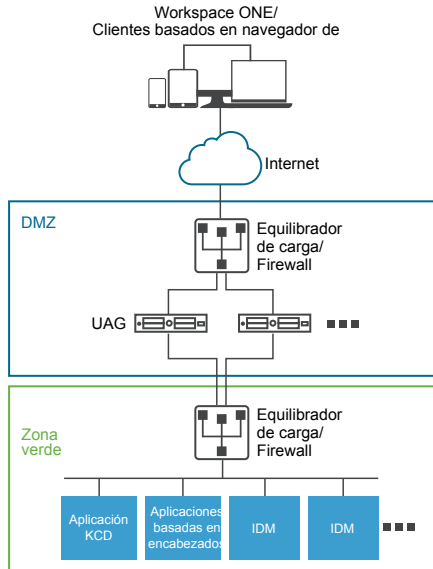 Workspace ONE/
Clientes basados en navegador de
Internet
DMZ
Equilibrador
de carga/
Firewall
UAG
Zona
verde
Equilibrador
de carga/
Firewall
Aplicación
KCD
Aplicaciones
basadas en
encabezados
IDM
IDM